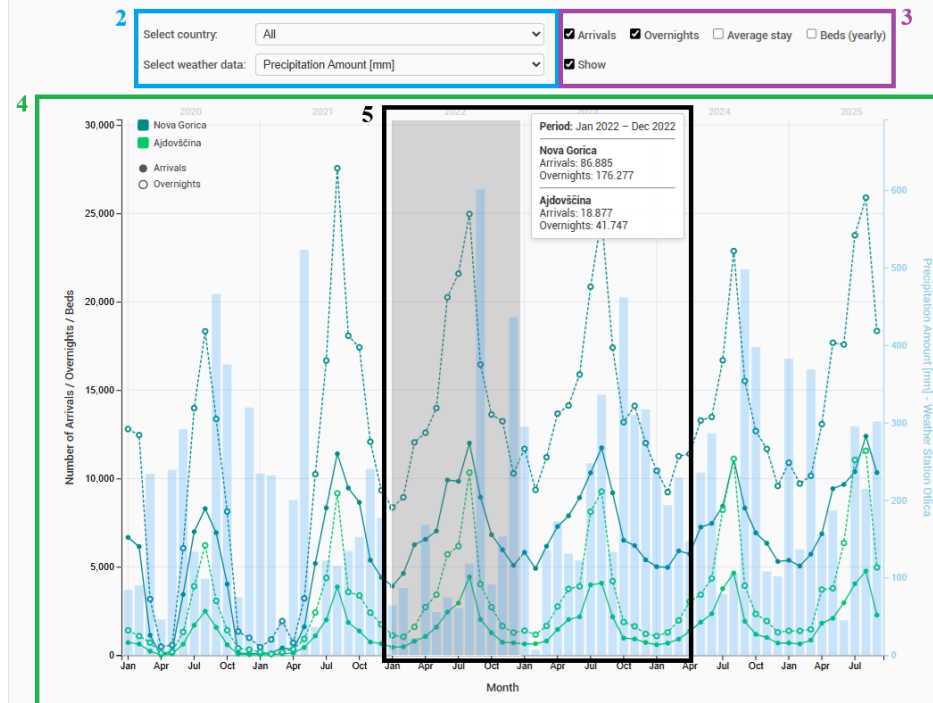 2
3
Select country:
All
Arrivals Overnights Average stay Beds (yearly)
Select weather data:
Precipitation Amount [mm]
Show
4
5
2020 2021 2022 2023 2024 2025
Nova Gorica
Ajdovščina
Arrivals
Overnights
Period: Jan 2022 – Dec 2022
Nova Gorica
Arrivals: 86.885
Overnights: 176.277
Ajdovščina
Arrivals: 18.877
Overnights: 41.747
Number of Arrivals / Overnights / Beds
30,000
25,000
20,000
15,000
10,000
5,000
0
600
500
400
300
200
100
0
Precipitation Amount [mm] - Weather Station Otlica
Jan Apr Jul Oct Jan Apr Jul Oct Jan Apr Jul Oct Jan Apr Jul Oct Jan Apr Jul Oct Jan Apr Jul
Month